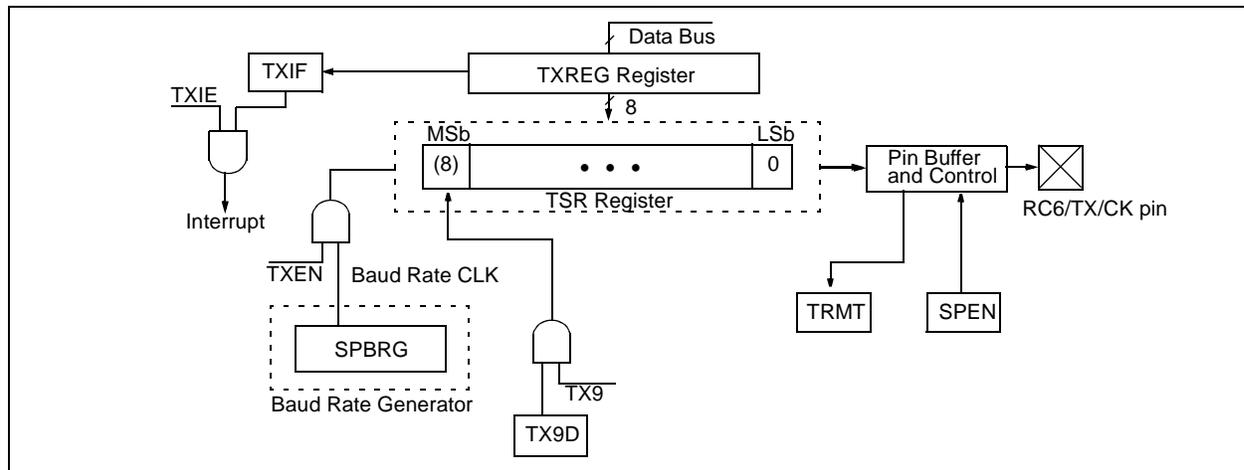 Data Bus
TXIF
TXREG Register
TXIE
8
MSb
LSb
(8)
• • •
0
Pin Buffer
and Control
TSR Register
Interrupt
RC6/TX/CK pin
TXEN
Baud Rate CLK
TRMT
SPEN
SPBRG
TX9
Baud Rate Generator
TX9D